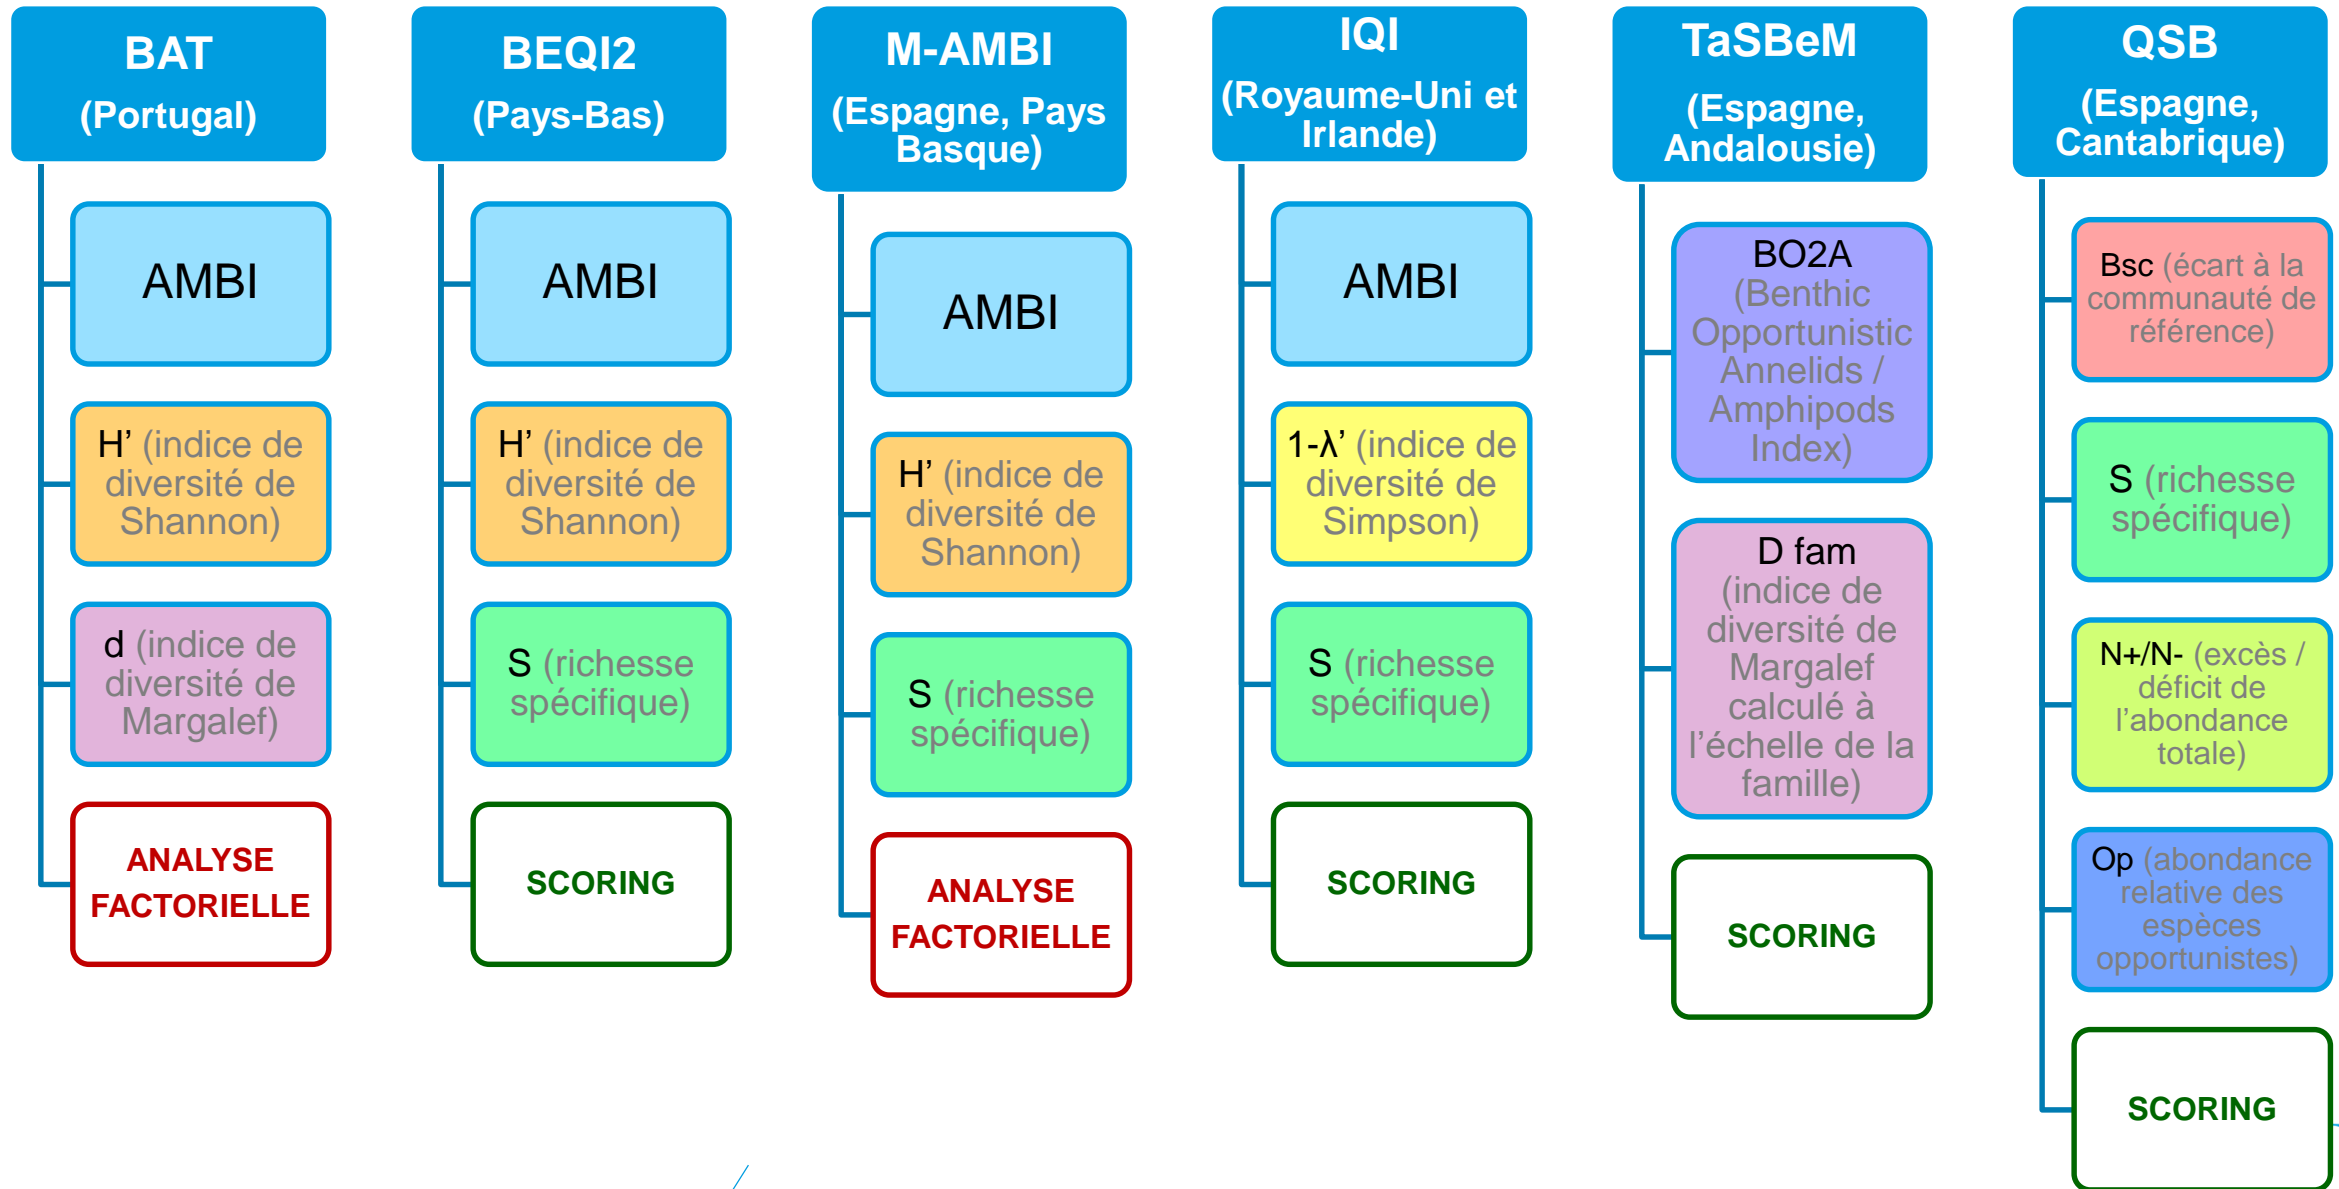 BAT
(Portugal)
AMBI
H’ (indice de
diversité de
Shannon)
d (indice de
diversité de
Margalef)
ANALYSE
FACTORIELLE
BEQI2
(Pays-Bas)
AMBI
H’ (indice de
diversité de
Shannon)
S (richesse
spécifique)
SCORING
M-AMBI
(Espagne, Pays
Basque)
AMBI
H’ (indice de
diversité de
Shannon)
S (richesse
spécifique)
ANALYSE
FACTORIELLE
IQI
(Royaume-Uni et
Irlande)
AMBI
1-λ’ (indice de
diversité de
Simpson)
S (richesse
spécifique)
SCORING
TaSBeM
(Espagne,
Andalousie)
BO2A
(Benthic
Opportunistic
Annelids /
Amphipods
Index)
D fam
(indice de
diversité de
Margalef
calculé à
l’échelle de la
famille)
SCORING
QSB
(Espagne,
Cantabrique)
Bsc (écart à la
communauté de
référence)
S (richesse
spécifique)
N+/N- (excès /
déficit de
l’abondance
totale)
Op (abondance
relative des
espèces
opportunistes)
SCORING